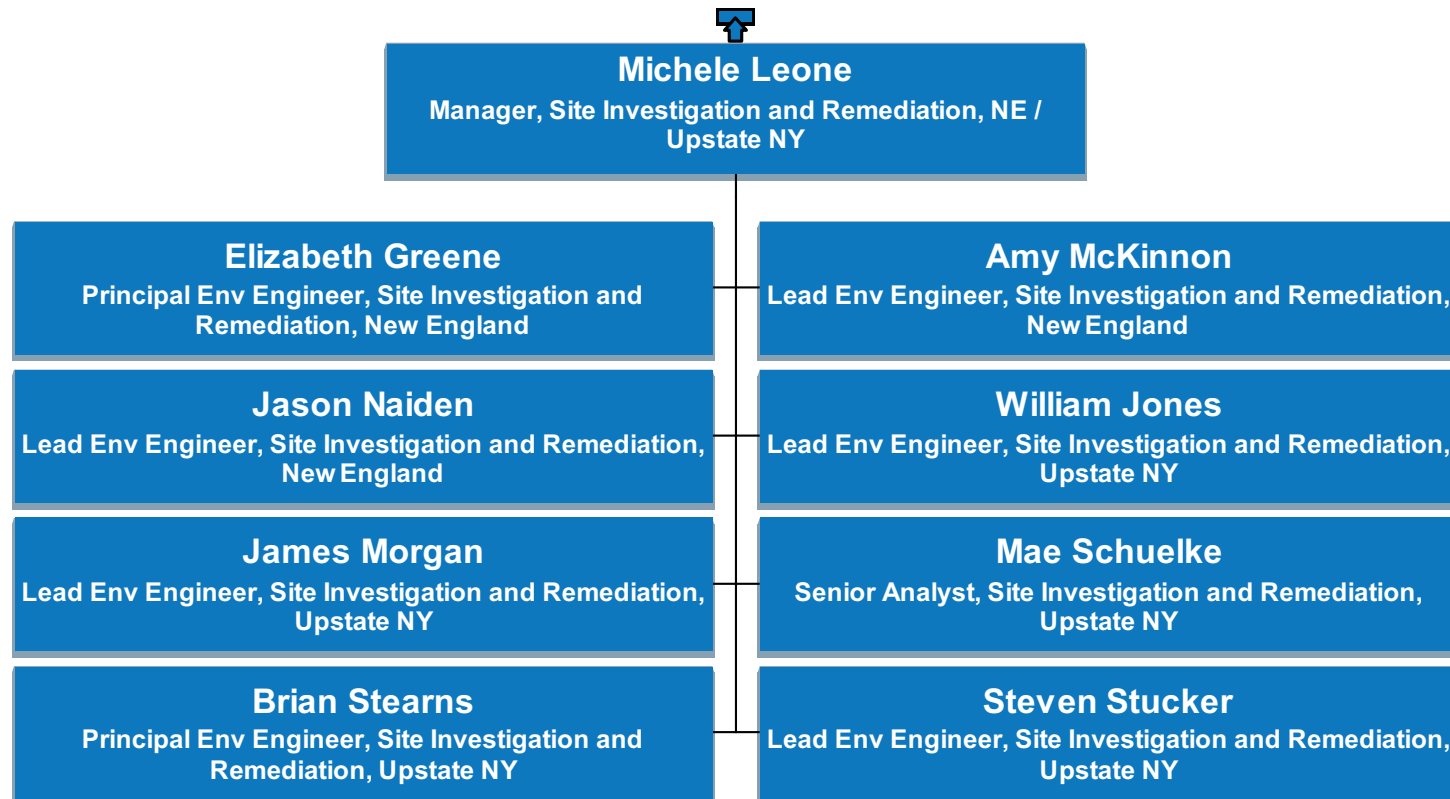 Michele Leone
Manager, Site Investigation and Remediation, NE /
Upstate NY
Elizabeth Greene
Principal Env Engineer, Site Investigation and
Remediation, New England
Amy McKinnon
Lead Env Engineer, Site Investigation and Remediation,
New England
Jason Naiden
Lead Env Engineer, Site Investigation and Remediation,
New England
William Jones
Lead Env Engineer, Site Investigation and Remediation,
Upstate NY
James Morgan
Lead Env Engineer, Site Investigation and Remediation,
Upstate NY
Mae Schuelke
Senior Analyst, Site Investigation and Remediation,
Upstate NY
Brian Stearns
Principal Env Engineer, Site Investigation and
Remediation, Upstate NY
Steven Stucker
Lead Env Engineer, Site Investigation and Remediation,
Upstate NY